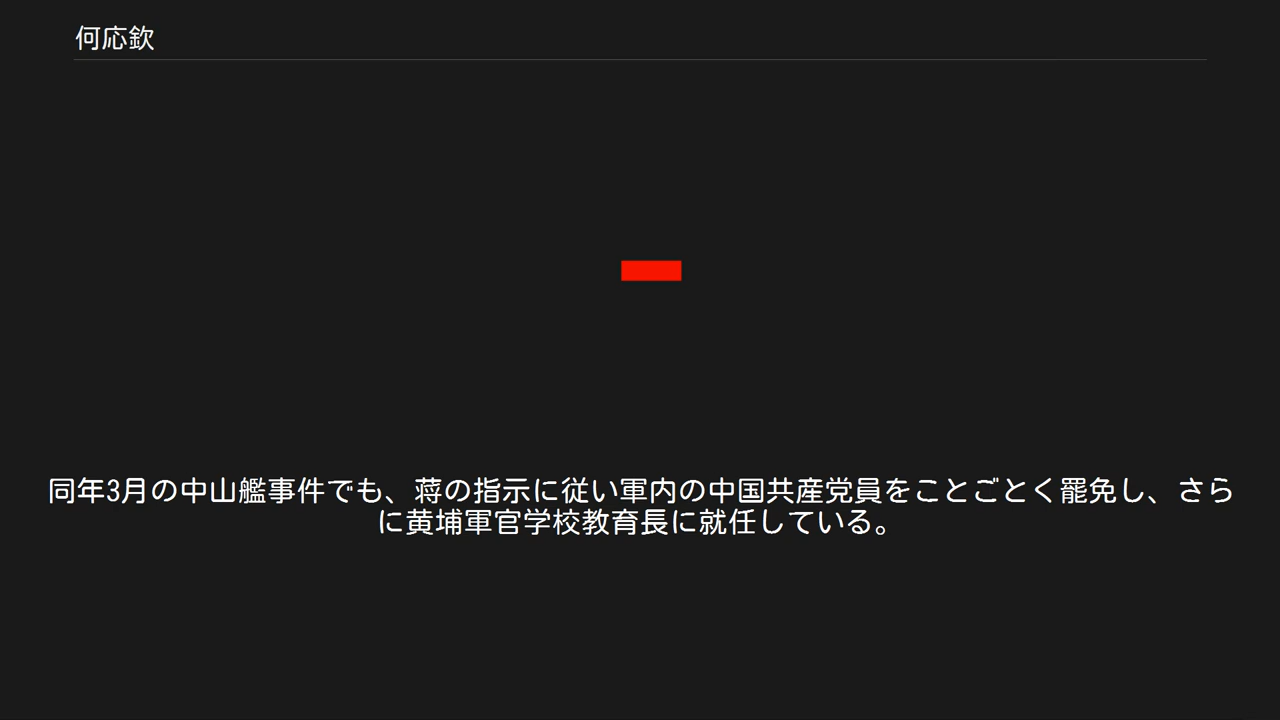 何応欽
同年3月の中山艦事件でも、蒋の指示に従い軍内の中国共産党員をことごとく罷免し、さら
に黄埔軍官学校教育長に就任している。